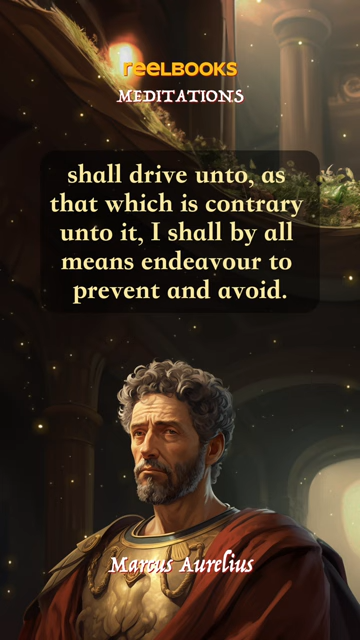 reelbooks
MEDITATIONS
shall drive unto, as
that which is contrary
unto it, I shall by all
means endeavour to
prevent and avoid.
Marcus Aurelius